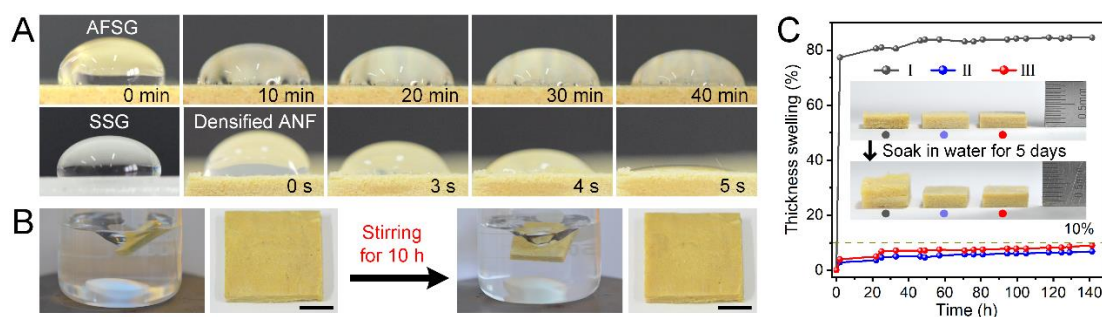 A
AFSG
0 min
10 min
20 min
30 min
40 min
SSG
Densified ANF
0 s
3 s
4 s
5 s
B
Stirring
for 10 h
C
Thickness swelling (%)
80
60
40
20
0
I
II
III
0.5mm
Soak in water for 5 days
10%
0
20
40
60
80
100
120
140
Time (h)